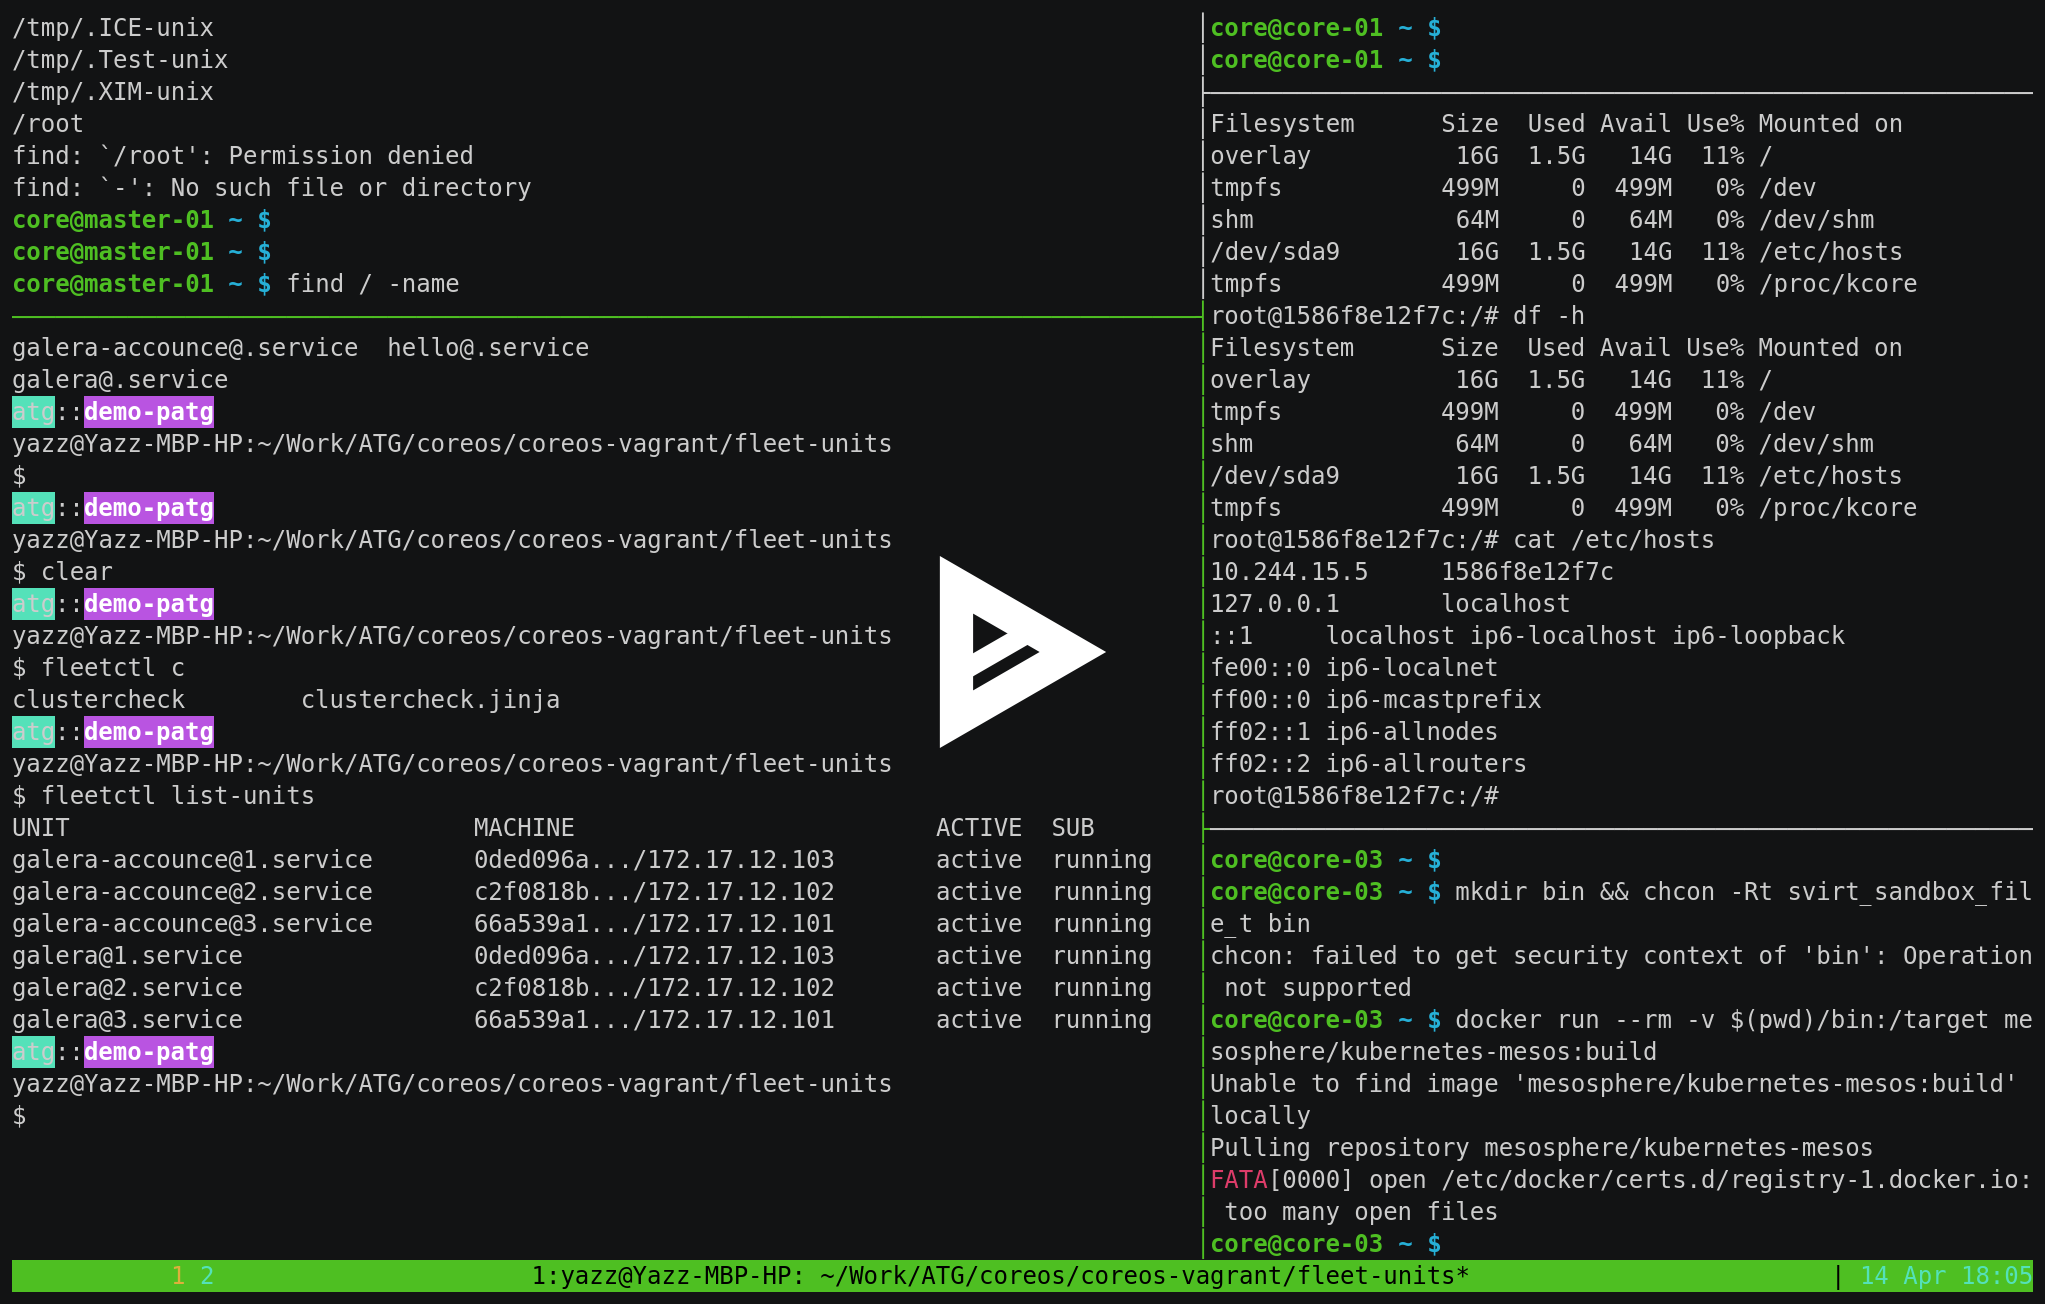 /tmp/.ICE-unix
/tmp/.Test-unix
/tmp/.XIM-unix
/root
find: `/root': Permission denied
find: `-': No such file or directory
core@master-01 ~ $
core@master-01 ~ $
core@master-01 ~ $ find / -name
galera-accounce@.service  hello@.service
galera@.service
atg::demo-patg
yazz@Yazz-MBP-HP:~/Work/ATG/coreos/coreos-vagrant/fleet-units
$
atg::demo-patg
yazz@Yazz-MBP-HP:~/Work/ATG/coreos/coreos-vagrant/fleet-units
$ clear
atg::demo-patg
yazz@Yazz-MBP-HP:~/Work/ATG/coreos/coreos-vagrant/fleet-units
$ fleetctl c
clustercheck        clustercheck.jinja
atg::demo-patg
yazz@Yazz-MBP-HP:~/Work/ATG/coreos/coreos-vagrant/fleet-units
$ fleetctl list-units
UNIT                            MACHINE                         ACTIVE  SUB
galera-accounce@1.service       0ded096a.../172.17.12.103       active  running
galera-accounce@2.service       c2f0818b.../172.17.12.102       active  running
galera-accounce@3.service       66a539a1.../172.17.12.101       active  running
galera@1.service                0ded096a.../172.17.12.103       active  running
galera@2.service                c2f0818b.../172.17.12.102       active  running
galera@3.service                66a539a1.../172.17.12.101       active  running
atg::demo-patg
yazz@Yazz-MBP-HP:~/Work/ATG/coreos/coreos-vagrant/fleet-units
$
core@core-01 ~ $
core@core-01 ~ $
Filesystem      Size  Used Avail Use% Mounted on
overlay          16G  1.5G   14G  11% /
tmpfs           499M     0  499M   0% /dev
shm              64M     0   64M   0% /dev/shm
/dev/sda9        16G  1.5G   14G  11% /etc/hosts
tmpfs           499M     0  499M   0% /proc/kcore
root@1586f8e12f7c:/# df -h
Filesystem      Size  Used Avail Use% Mounted on
overlay          16G  1.5G   14G  11% /
tmpfs           499M     0  499M   0% /dev
shm              64M     0   64M   0% /dev/shm
/dev/sda9        16G  1.5G   14G  11% /etc/hosts
tmpfs           499M     0  499M   0% /proc/kcore
root@1586f8e12f7c:/# cat /etc/hosts
10.244.15.5     1586f8e12f7c
127.0.0.1       localhost
::1     localhost ip6-localhost ip6-loopback
fe00::0 ip6-localnet
ff00::0 ip6-mcastprefix
ff02::1 ip6-allnodes
ff02::2 ip6-allrouters
root@1586f8e12f7c:/#
core@core-03 ~ $
core@core-03 ~ $ mkdir bin && chcon -Rt svirt_sandbox_fil
e_t bin
chcon: failed to get security context of 'bin': Operation
 not supported
core@core-03 ~ $ docker run --rm -v $(pwd)/bin:/target me
sosphere/kubernetes-mesos:build
Unable to find image 'mesosphere/kubernetes-mesos:build'
locally
Pulling repository mesosphere/kubernetes-mesos
FATA[0000] open /etc/docker/certs.d/registry-1.docker.io:
 too many open files
core@core-03 ~ $
1 2 1:yazz@Yazz-MBP-HP: ~/Work/ATG/coreos/coreos-vagrant/fleet-units* | 14 Apr 18:05